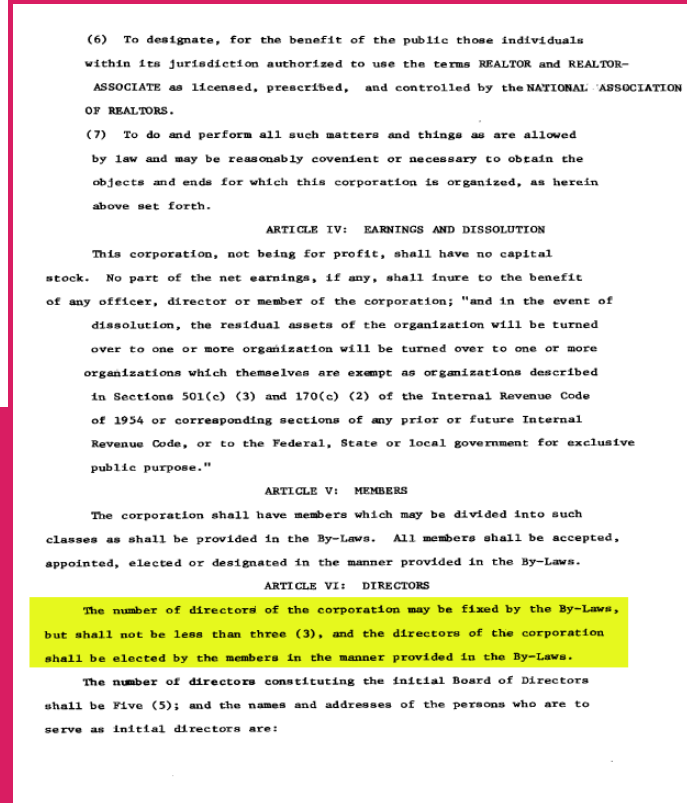 (6) To designate, for the benefit of the public those individuals
within its jurisdiction authorized to use the terms REALTOR and REALTOR-
ASSOCIATE as licensed, prescribed, and controlled by the NATIONAL ASSOCIATION
OF REALTORS.
(7) To do and perform all such matters and things as are allowed
by law and may be reasonably covenient or necessary to obtain the
objects and ends for which this corporation is organized, as herein
above set forth.
ARTICLE IV: EARNINGS AND DISSOLUTION
This corporation, not being for profit, shall have no capital
stock. No part of the net earnings, if any, shall inure to the benefit
of any officer, director or member of the corporation; "and in the event of
dissolution, the residual assets of the organization will be turned
over to one or more organization will be turned over to one or more
organizations which themselves are exempt as organizations described
in Sections 501(c) (3) and 170(c) (2) of the Internal Revenue Code
of 1954 or corresponding sections of any prior or future Internal
Revenue Code, or to the Federal, State or local government for exclusive
public purpose."
ARTICLE V: MEMBERS
The corporation shall have members which may be divided into such
classes as shall be provided in the By-Laws. All members shall be accepted,
appointed, elected or designated in the manner provided in the By-Laws.
ARTICLE VI: DIRECTORS
The number of directors of the corporation may be fixed by the By-Laws,
but shall not be less than three (3), and the directors of the corporation
shall be elected by the members in the manner provided in the By-Laws.
The number of directors constituting the initial Board of Directors
shall be Five (5); and the names and addresses of the persons who are to
serve as initial directors are: